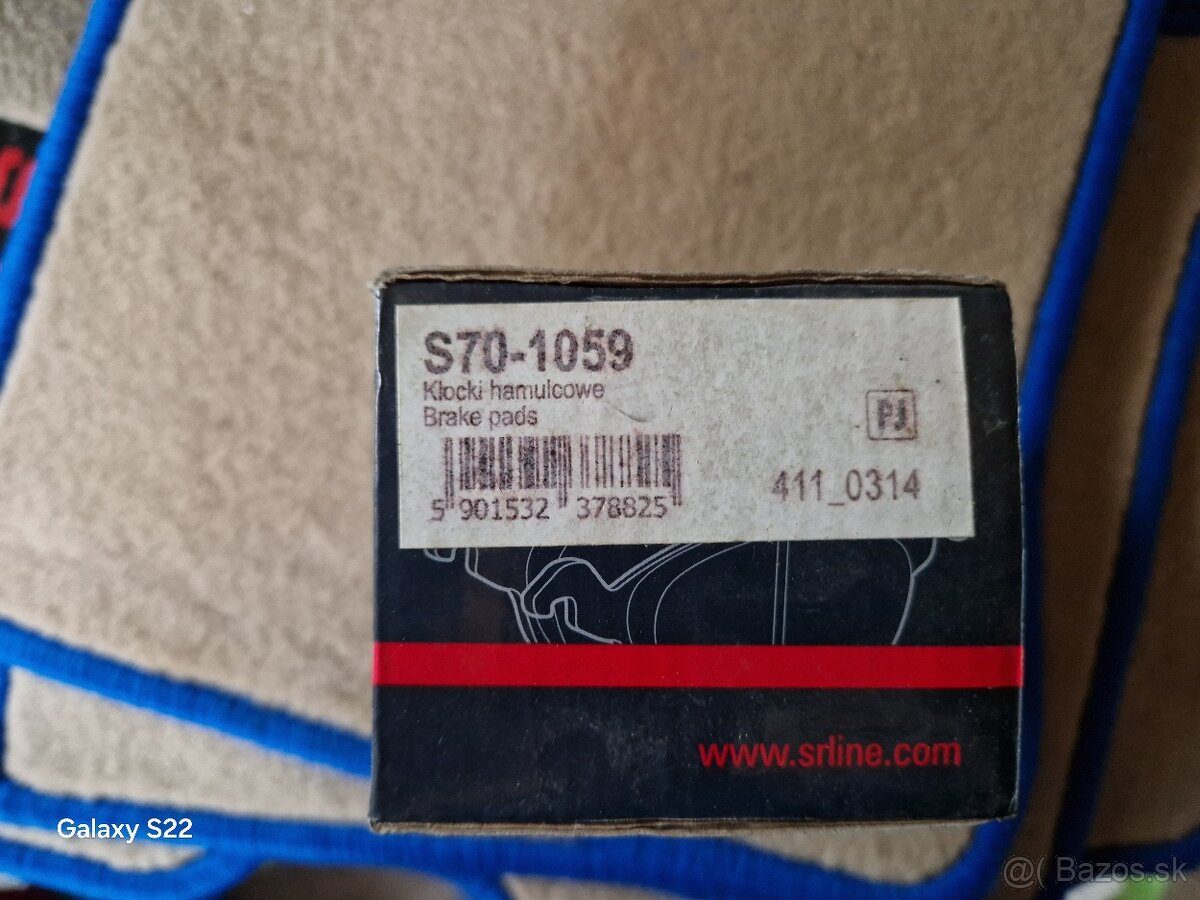 S70-1059
Klocki hamulcowe
Brake pads
PJ
5 901532 378825
411_0314
www.srline.com
Galaxy S22
@( Bazos.sk